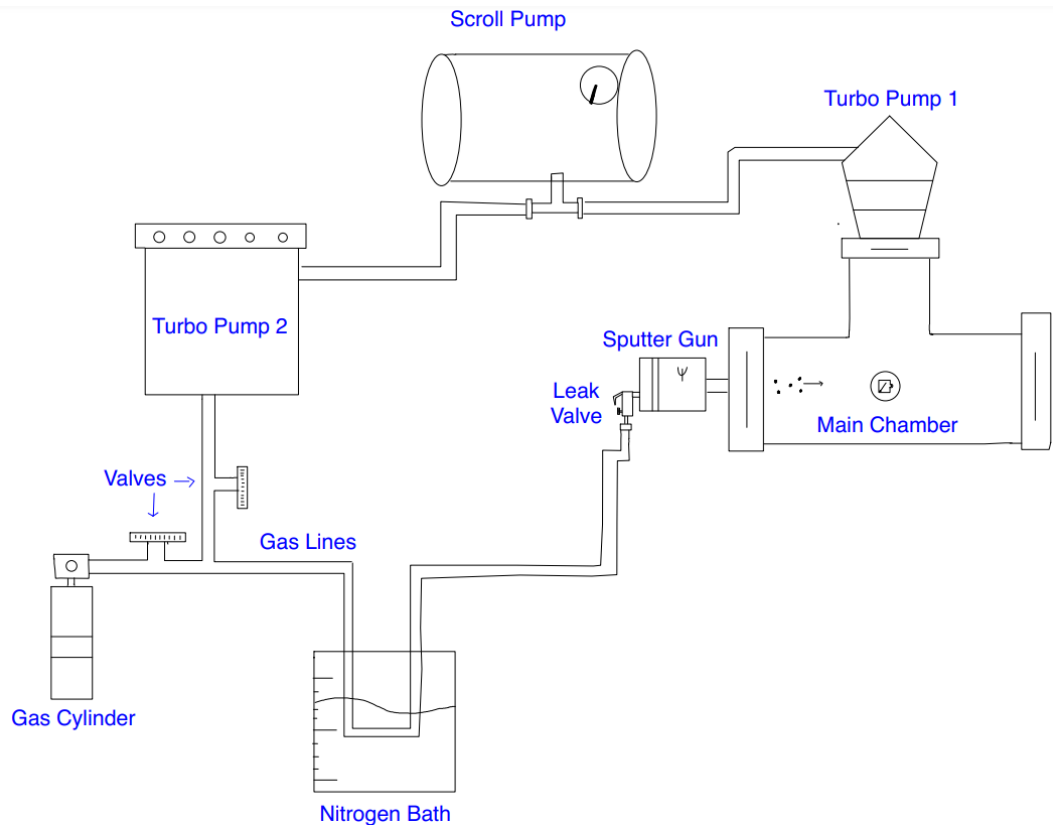 Scroll Pump
Turbo Pump 1
Turbo Pump 2
Sputter Gun
Leak
Valve
Main Chamber
Valves
Gas Lines
Gas Cylinder
Nitrogen Bath